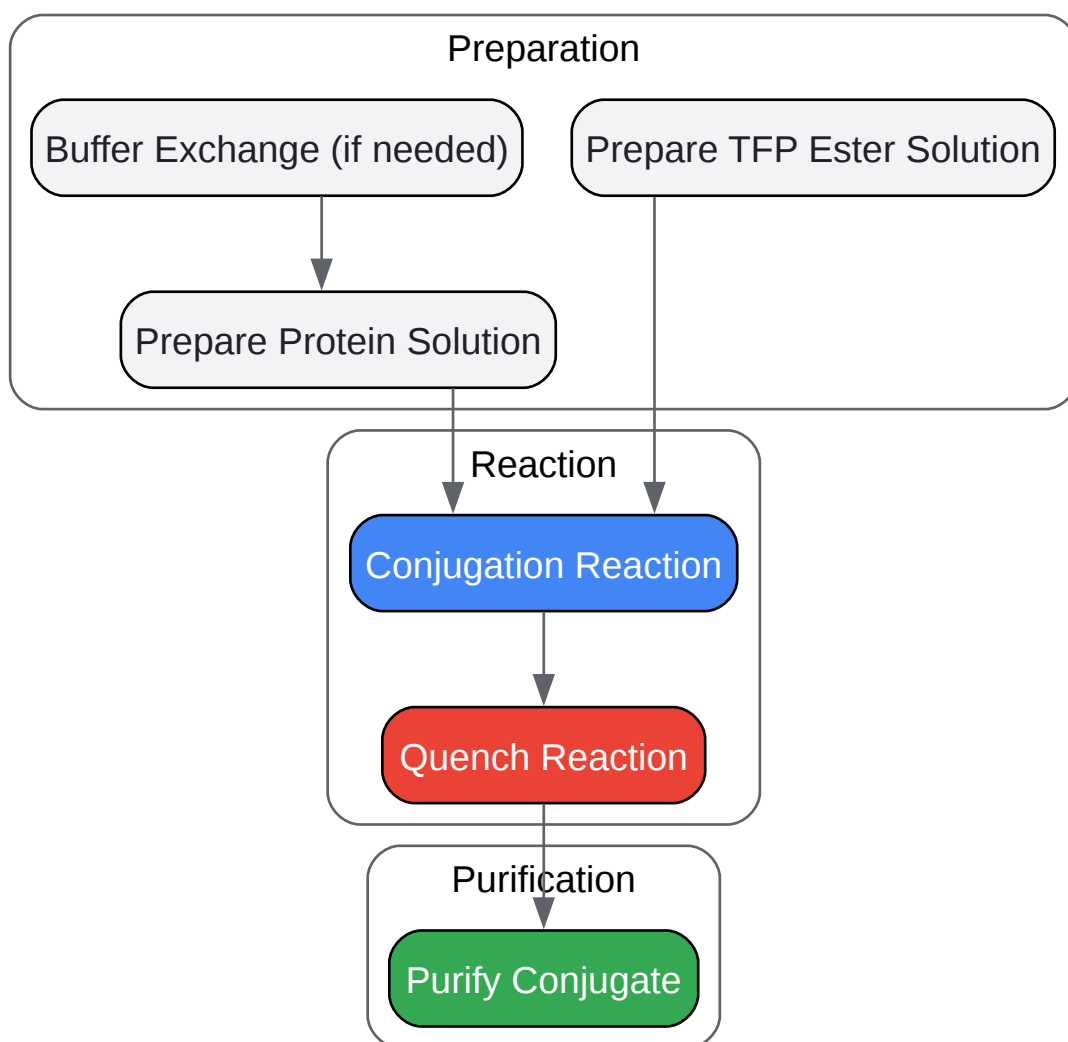 Preparation
Buffer Exchange (if needed)
Prepare TFP Ester Solution
Prepare Protein Solution
Reaction
Conjugation Reaction
Quench Reaction
Purification
Purify Conjugate